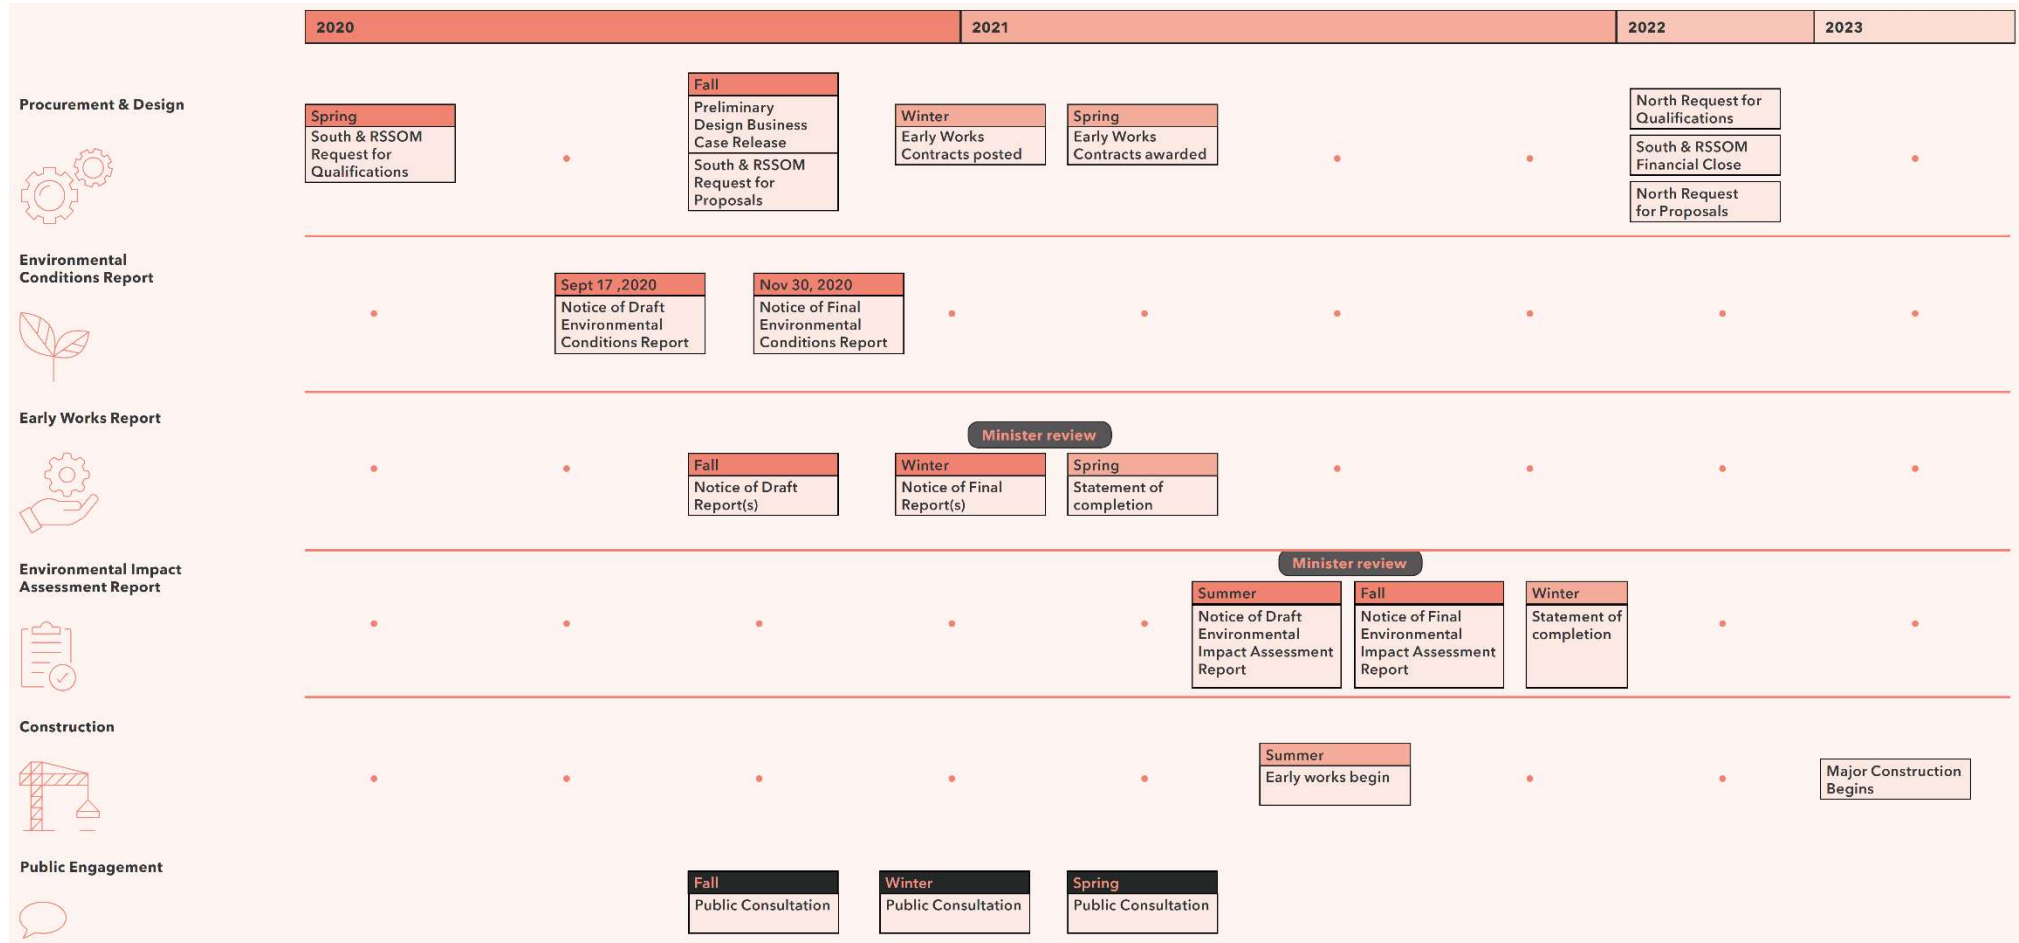 2020
2021
2022
2023
Procurement & Design
Spring
South & RSSOM
Request for
Qualifications
Fall
Preliminary
Design Business
Case Release
South & RSSOM
Request for
Proposals
Winter
Early Works
Contracts posted
Spring
Early Works
Contracts awarded
North Request for
Qualifications
South & RSSOM
Financial Close
North Request
for Proposals
Environmental
Conditions Report
Sept 17 ,2020
Notice of Draft
Environmental
Conditions Report
Nov 30, 2020
Notice of Final
Environmental
Conditions Report
Early Works Report
Minister review
Fall
Notice of Draft
Report(s)
Winter
Notice of Final
Report(s)
Spring
Statement of
completion
Environmental Impact
Assessment Report
Minister review
Summer
Notice of Draft
Environmental
Impact Assessment
Report
Fall
Notice of Final
Environmental
Impact Assessment
Report
Winter
Statement of
completion
Construction
Summer
Early works begin
Major Construction
Begins
Public Engagement
Fall
Public Consultation
Winter
Public Consultation
Spring
Public Consultation